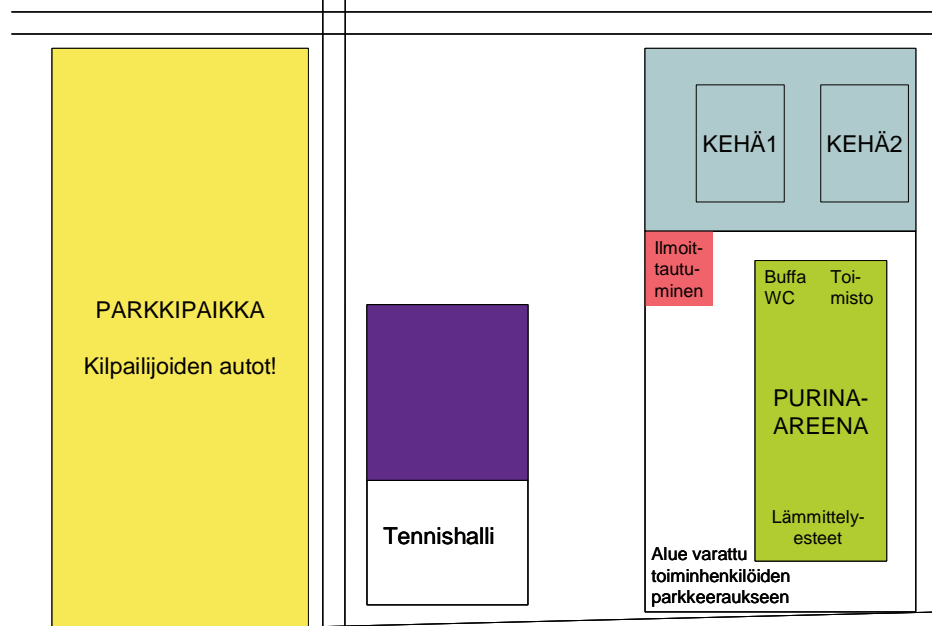 KEHÄ1
KEHÄ2
Ilmoit-
tautu-
minen
Buffa
WC
Toi-
misto
PARKKIPAIKKA
Kilpailijoiden autot!
PURINA-
AREENA
Tennishalli
Lämmittely-
esteet
Alue varattu
toiminhenkilöiden
parkkeeraukseen